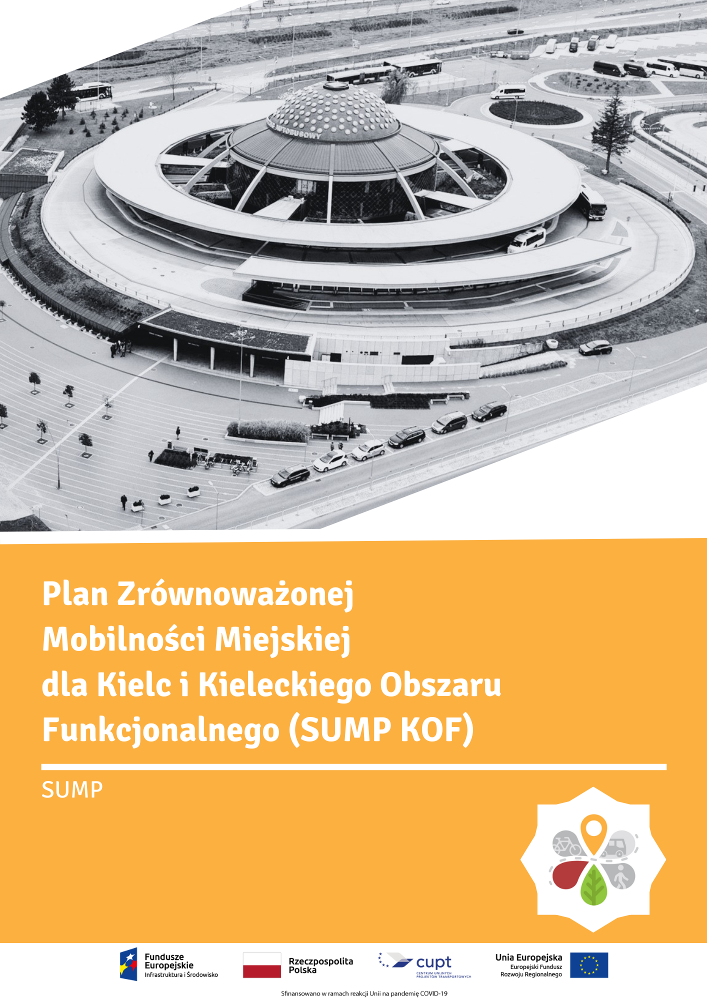 AUTOBUSOWY
Plan Zrównoważonej
Mobilności Miejskiej
dla Kielc i Kieleckiego Obszaru
Funkcjonalnego (SUMP KOF)
SUMP
Fundusze
Europejskie
Infrastruktura i Środowisko
Rzeczpospolita
Polska
cupt
CENTRUM UNIJNYCH
PROJEKTÓW TRANSPORTOWYCH
Unia Europejska
Europejski Fundusz
Rozwoju Regionalnego
Sfinansowano w ramach reakcji Unii na pandemię COVID-19